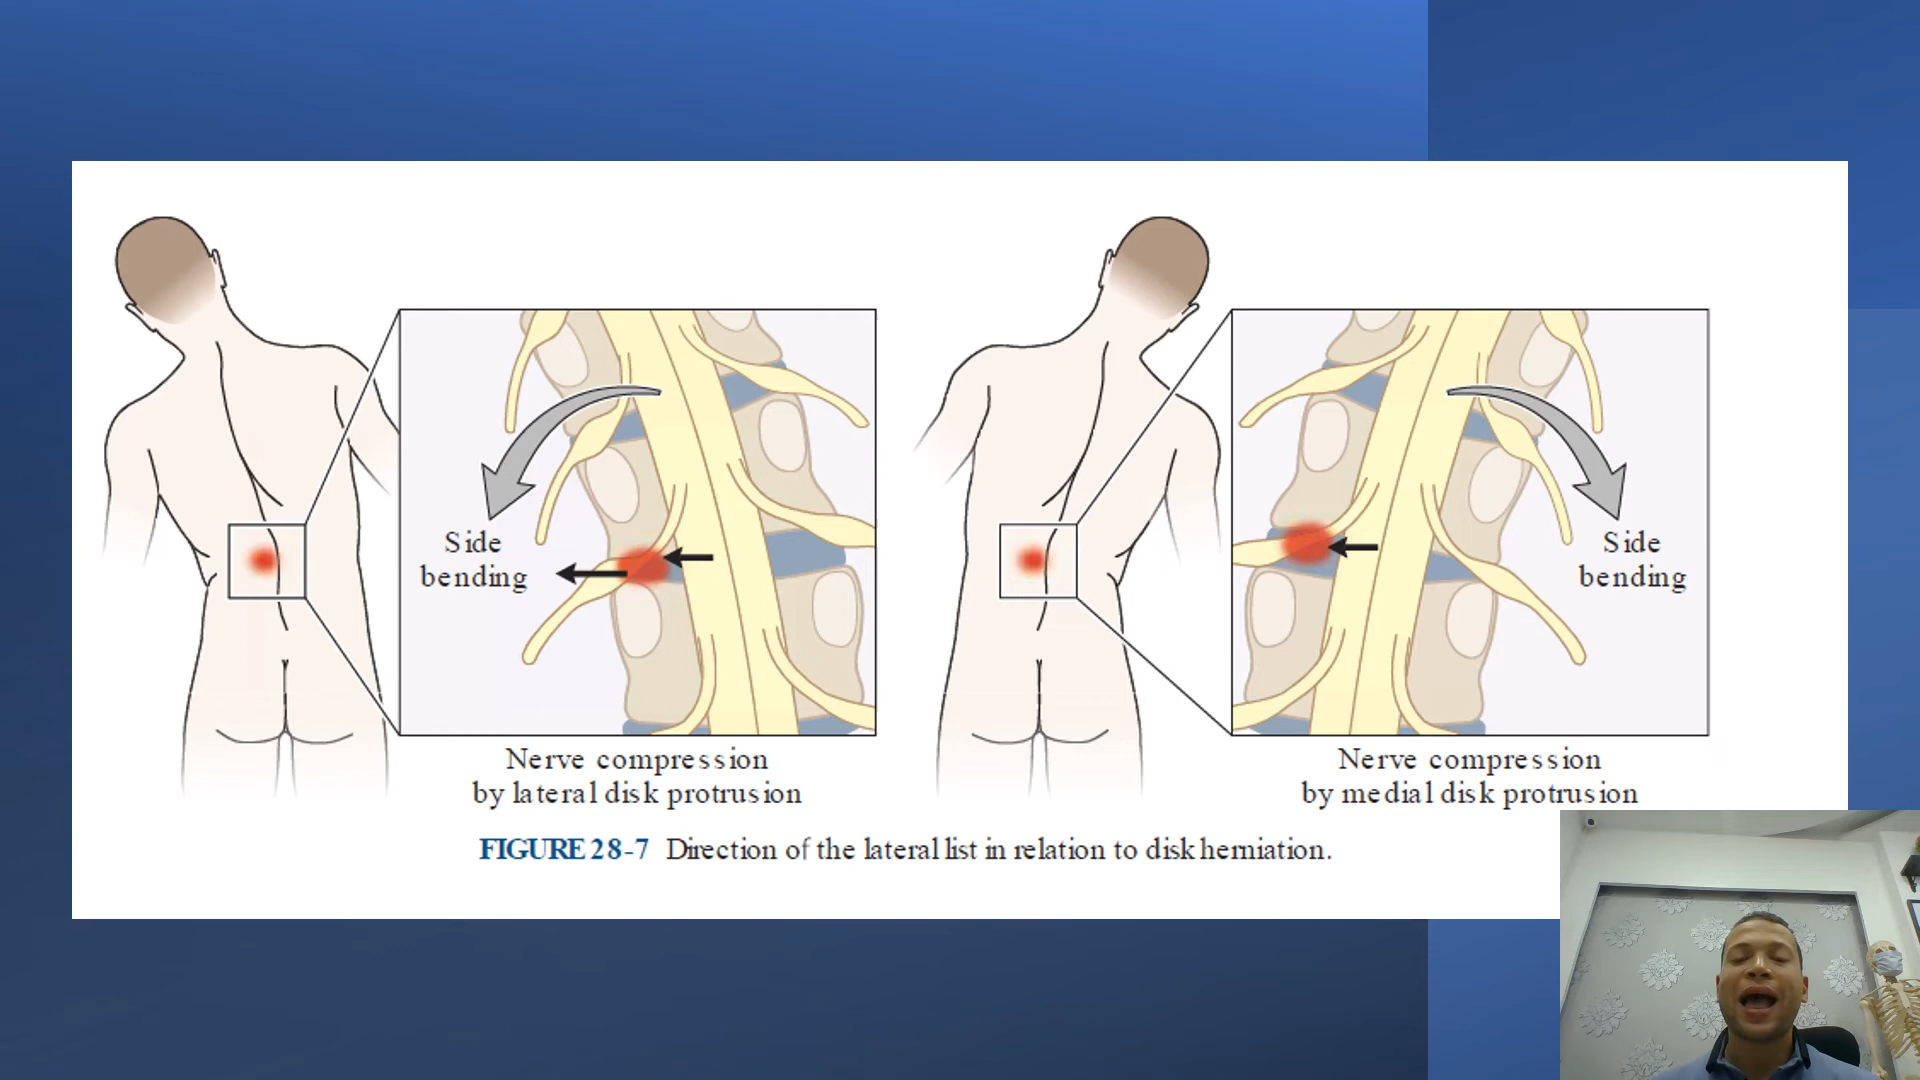 Side
bending
Nerve compression
by lateral disk protrusion
Side
bending
Nerve compression
by medial disk protrusion
FIGURE 28-7 Direction of the lateral list in relation to disk herniation.